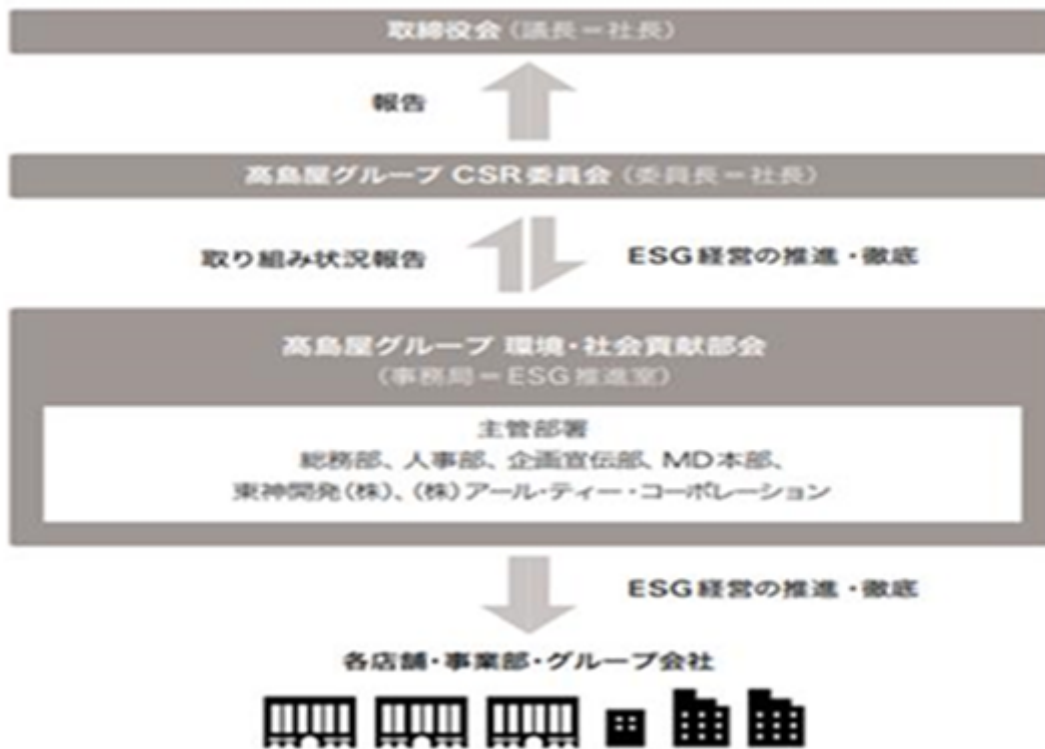 取締役会（議長＝社長）
報告
髙島屋グループ CSR委員会（委員長＝社長）
取り組み状況報告
ESG経営の推進・徹底
髙島屋グループ 環境・社会貢献部会
（事務局＝ESG推進室）
主管部署
総務部、人事部、企画宣伝部、MD本部、
東神開発(株)、(株)アール・ティー・コーポレーション
ESG経営の推進・徹底
各店舗・事業部・グループ会社